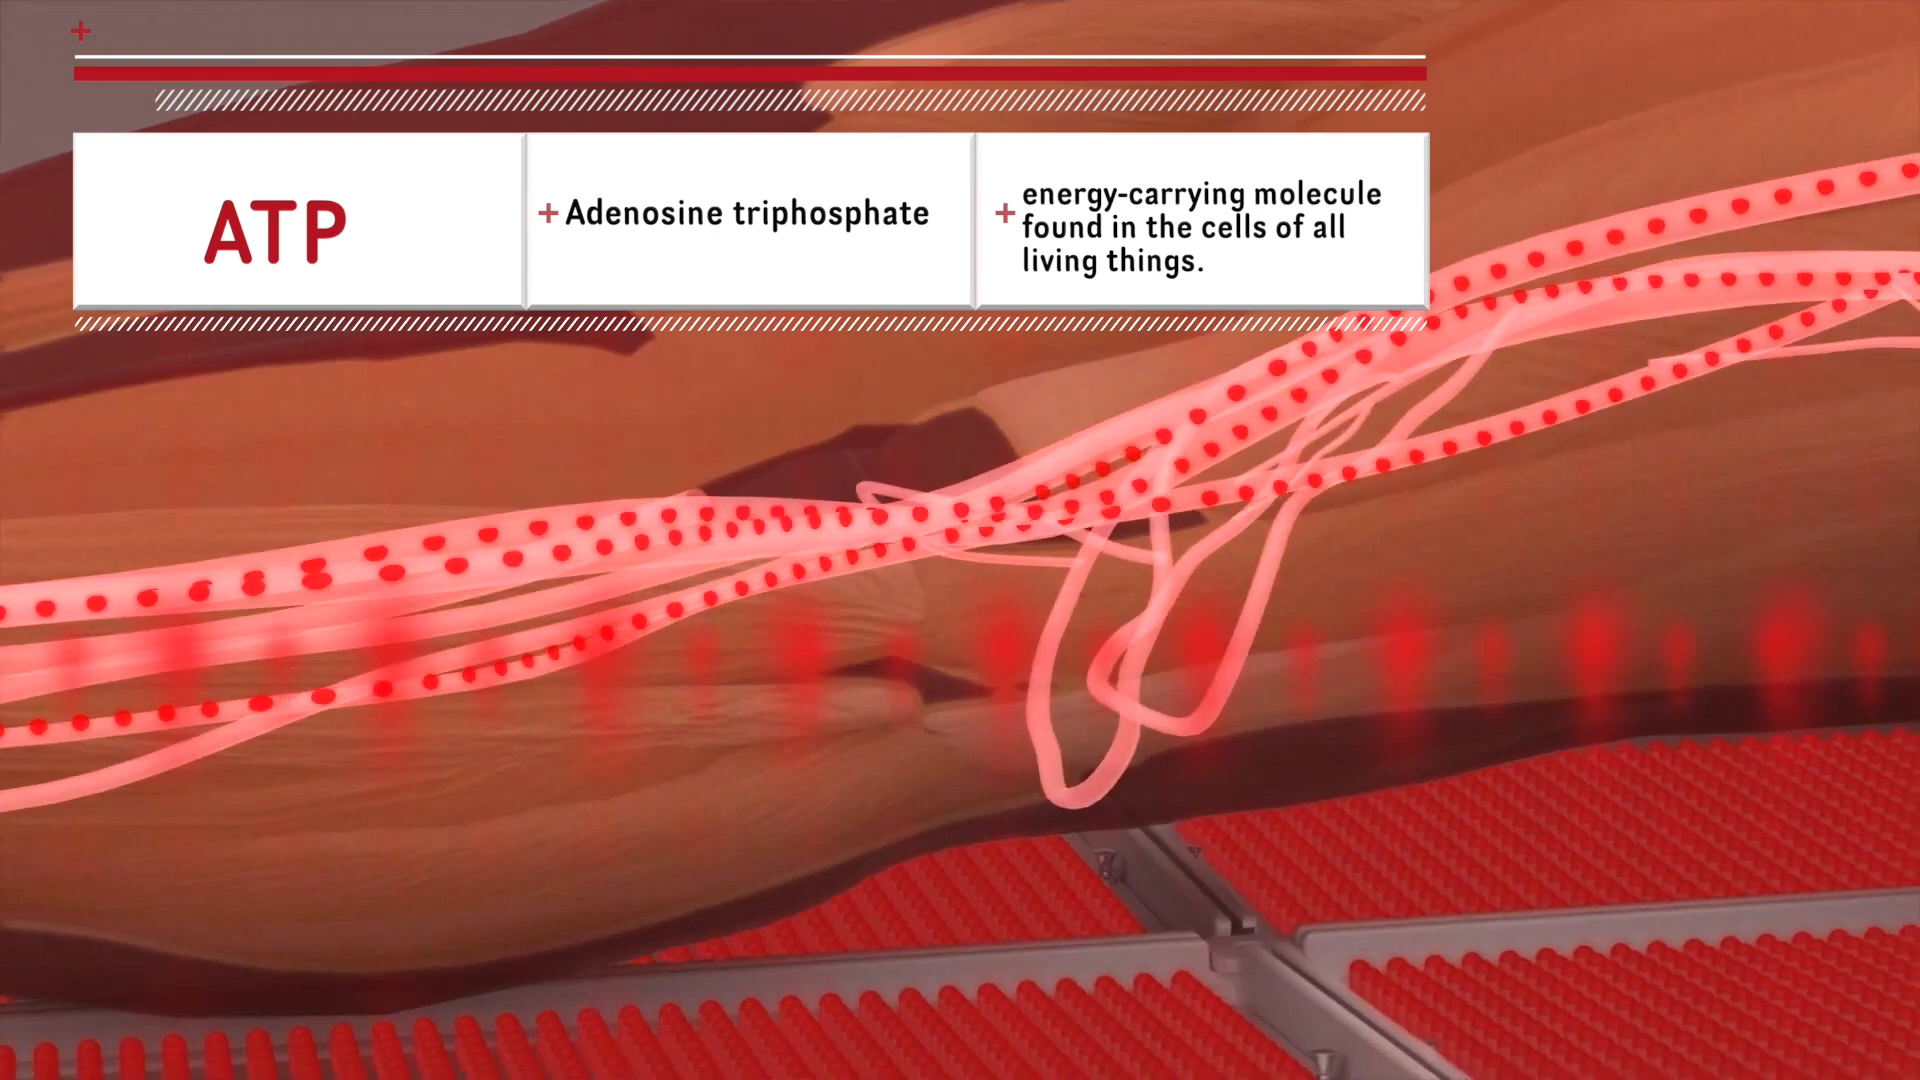 ATP
+ Adenosine triphosphate
+ energy-carrying molecule
found in the cells of all
living things.